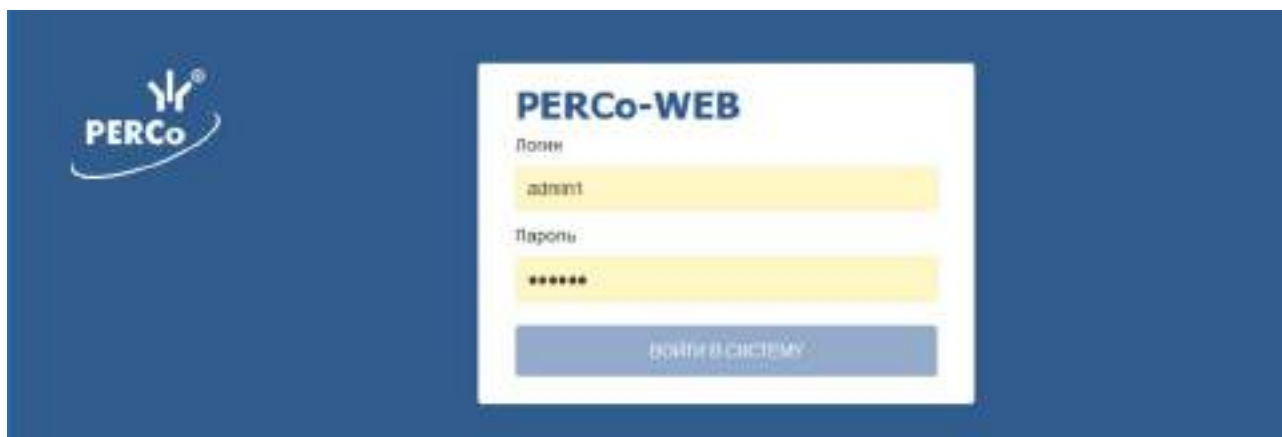 PERCo®
PERCo-WEB
Логин
admin1
Пароль
••••••
ВОЙТИ В СИСТЕМУ